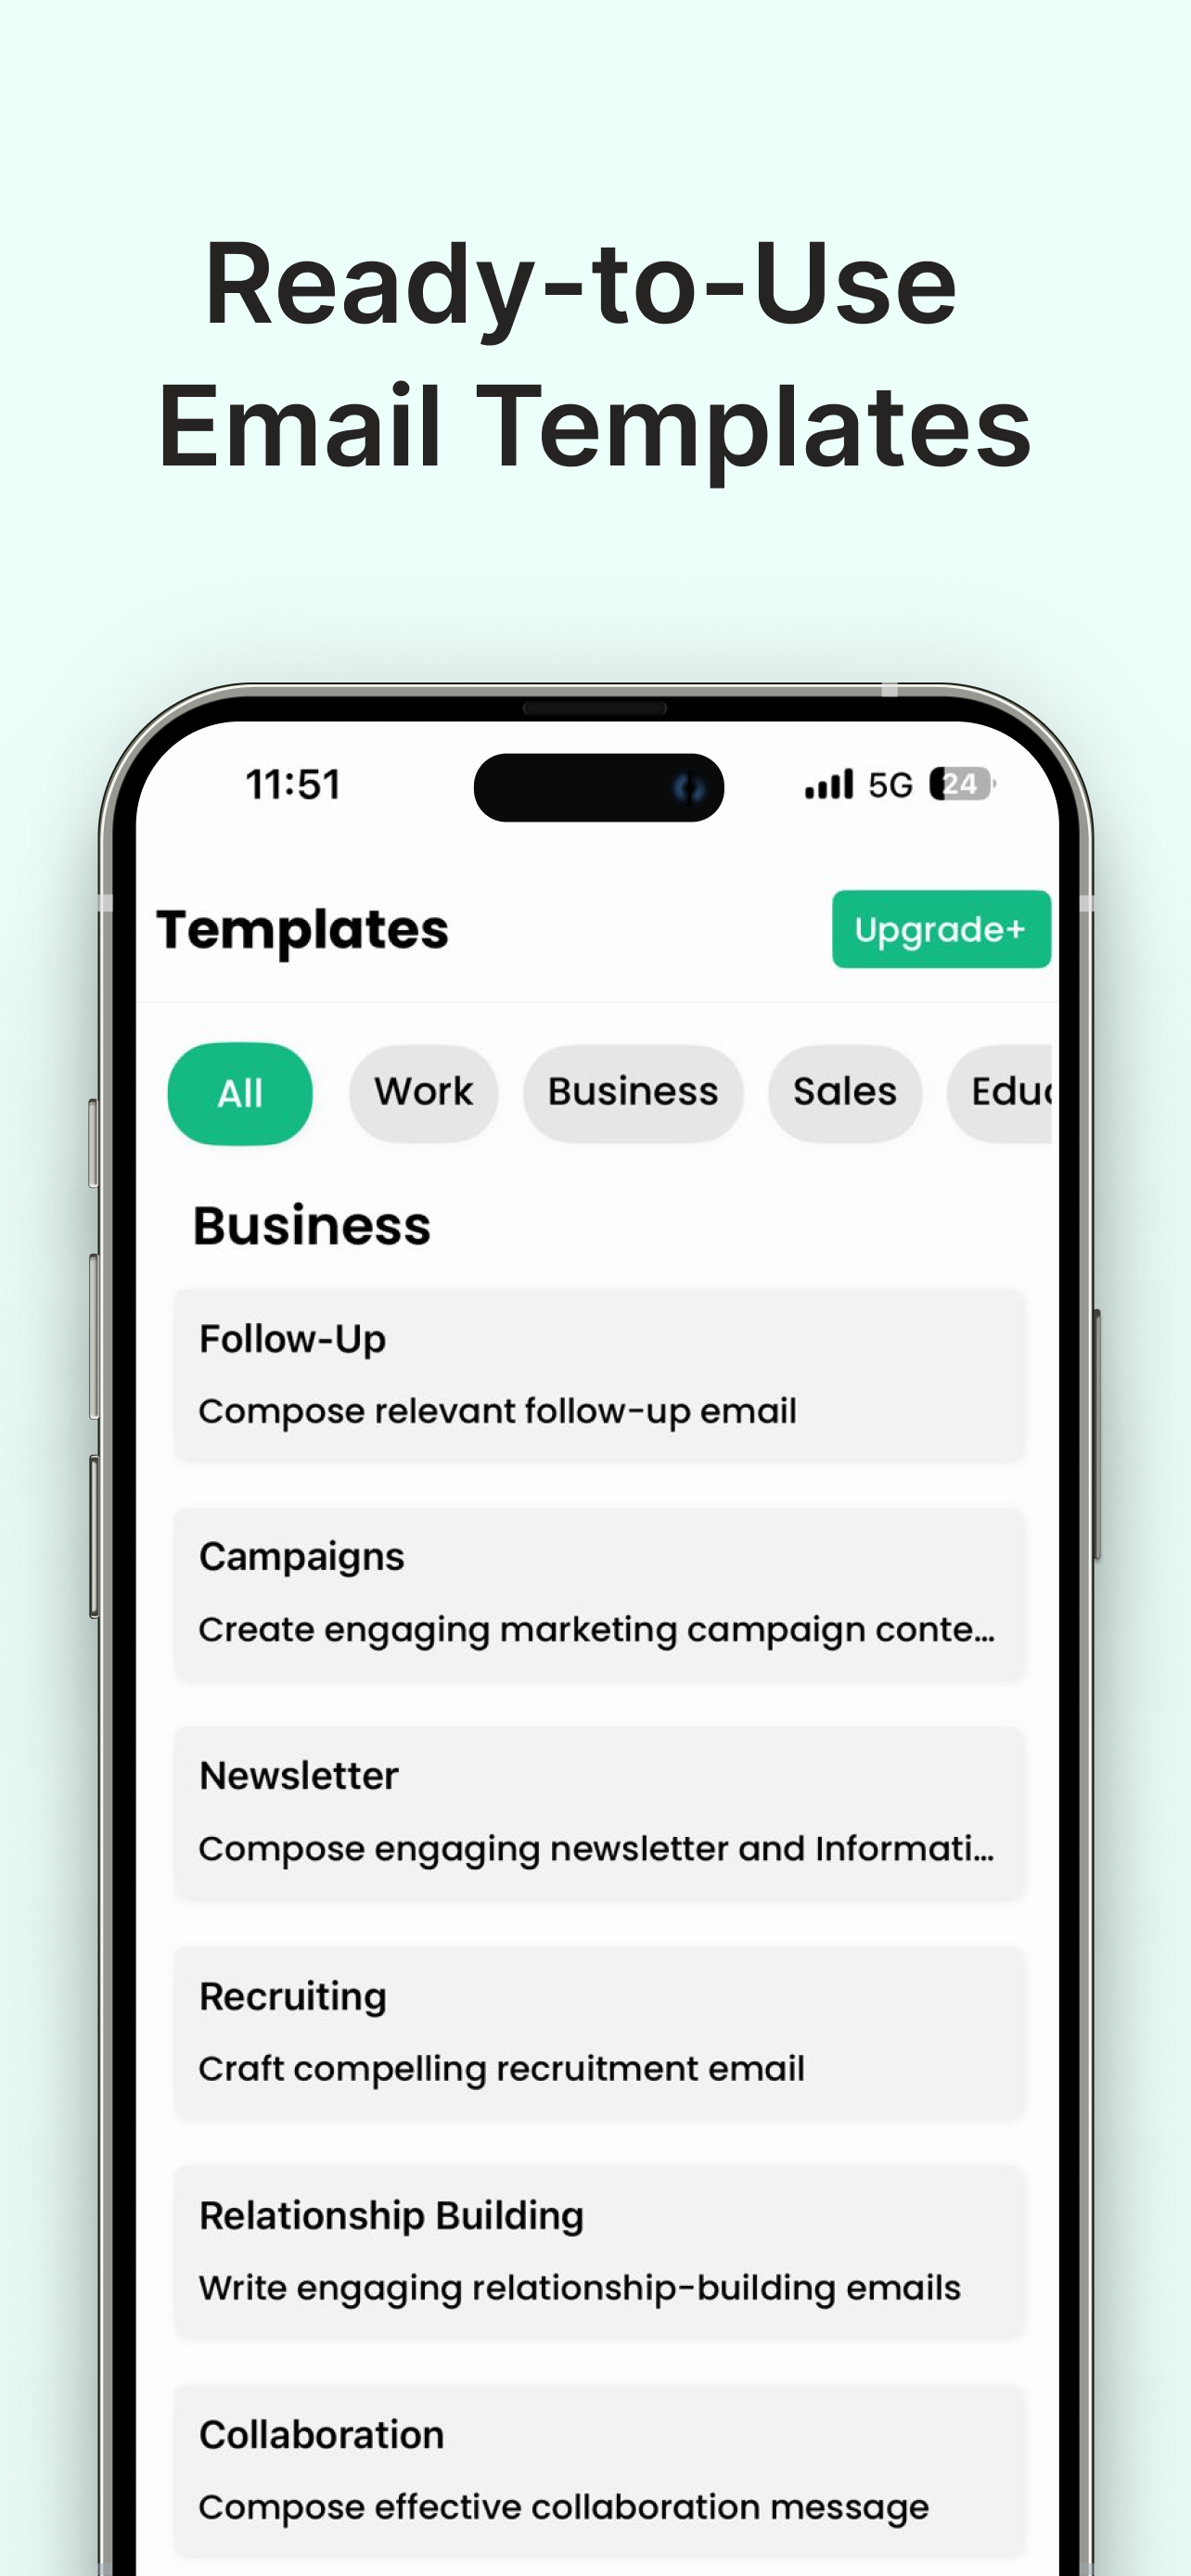 Ready-to-Use
Email Templates
11:51 5G 24
Templates Upgrade+
All Work Business Sales Educ
Business
Follow-Up
Compose relevant follow-up email
Campaigns
Create engaging marketing campaign conte...
Newsletter
Compose engaging newsletter and Informati...
Recruiting
Craft compelling recruitment email
Relationship Building
Write engaging relationship-building emails
Collaboration
Compose effective collaboration message